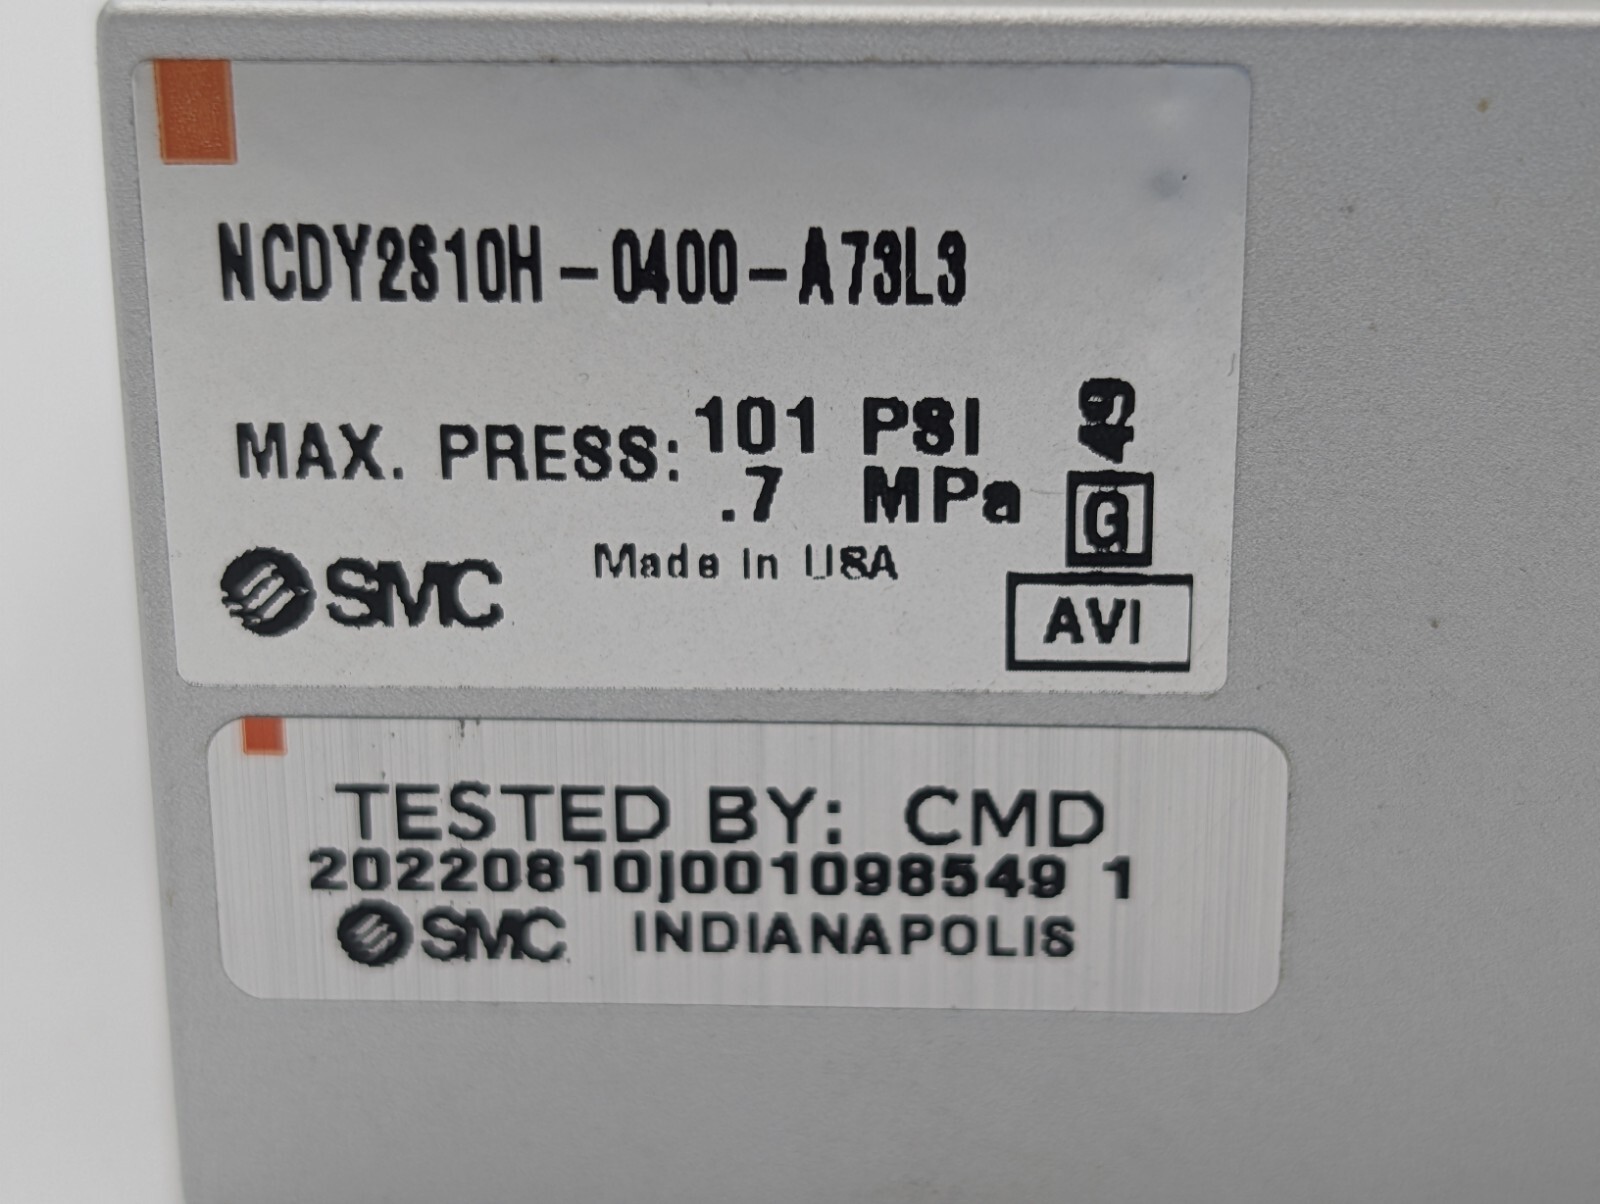 NCDY2S10H-0400-A73L3
MAX. PRESS: 101 PSI
.7 MPa
49
G
Made In USA
SMC
AVI
TESTED BY: CMD
20220810J001098549 1
SMC INDIANAPOLIS